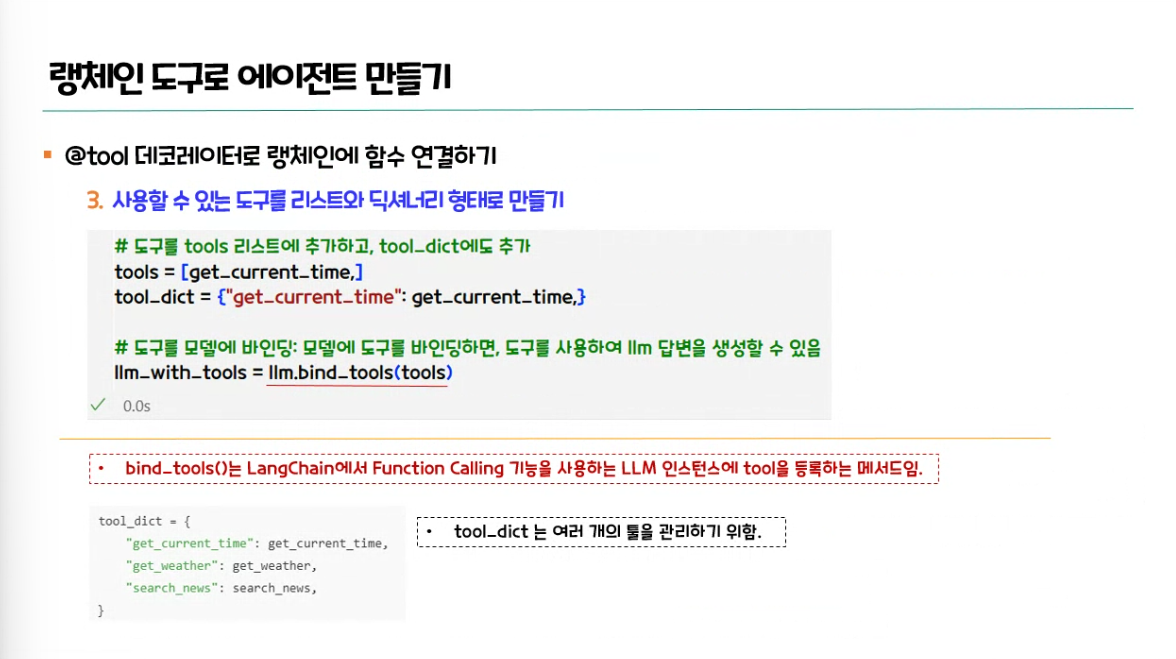 랭체인 도구로 에이전트 만들기
▪ @tool 데코레이터로 랭체인에 함수 연결하기
3. 사용할 수 있는 도구를 리스트와 딕셔너리 형태로 만들기
# 도구를 tools 리스트에 추가하고, tool_dict에도 추가
tools = [get_current_time,]
tool_dict = {"get_current_time": get_current_time,}
# 도구를 모델에 바인딩: 모델에 도구를 바인딩하면, 도구를 사용하여 llm 답변을 생성할 수 있음
llm_with_tools = llm.bind_tools(tools)
✓ 0.0s
• bind_tools()는 LangChain에서 Function Calling 기능을 사용하는 LLM 인스턴스에 tool을 등록하는 메서드임.
tool_dict = {
"get_current_time": get_current_time,
"get_weather": get_weather,
"search_news": search_news,
}
• tool_dict 는 여러 개의 툴을 관리하기 위함.